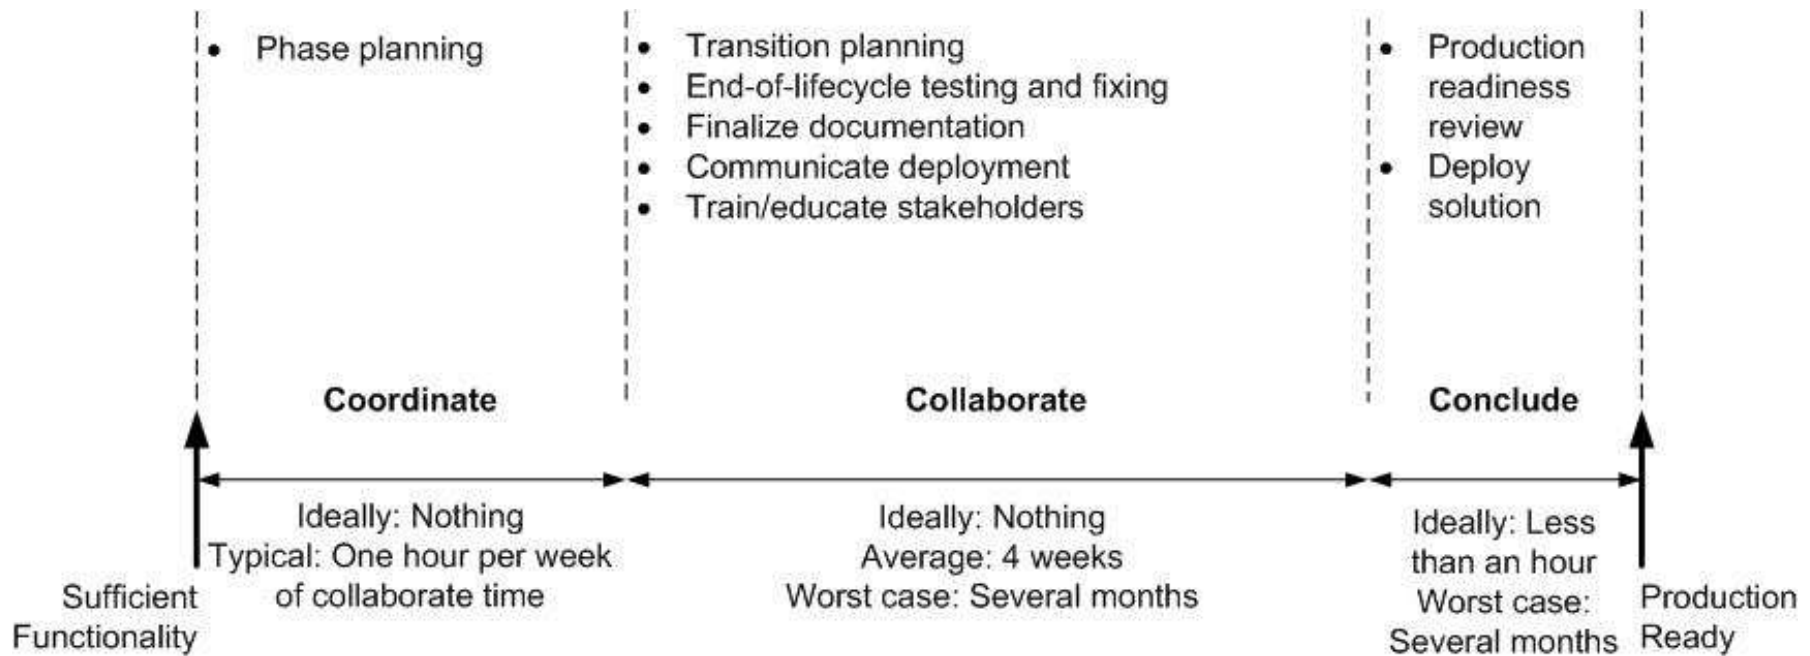 • Phase planning
• Transition planning
• End-of-lifecycle testing and fixing
• Finalize documentation
• Communicate deployment
• Train/educate stakeholders
• Production
readiness
review
• Deploy
solution
Coordinate
Collaborate
Conclude
Ideally: Nothing
Typical: One hour per week
of collaborate time
Ideally: Nothing
Average: 4 weeks
Worst case: Several months
Ideally: Less
than an hour
Worst case:
Several months
Sufficient
Functionality
Production
Ready